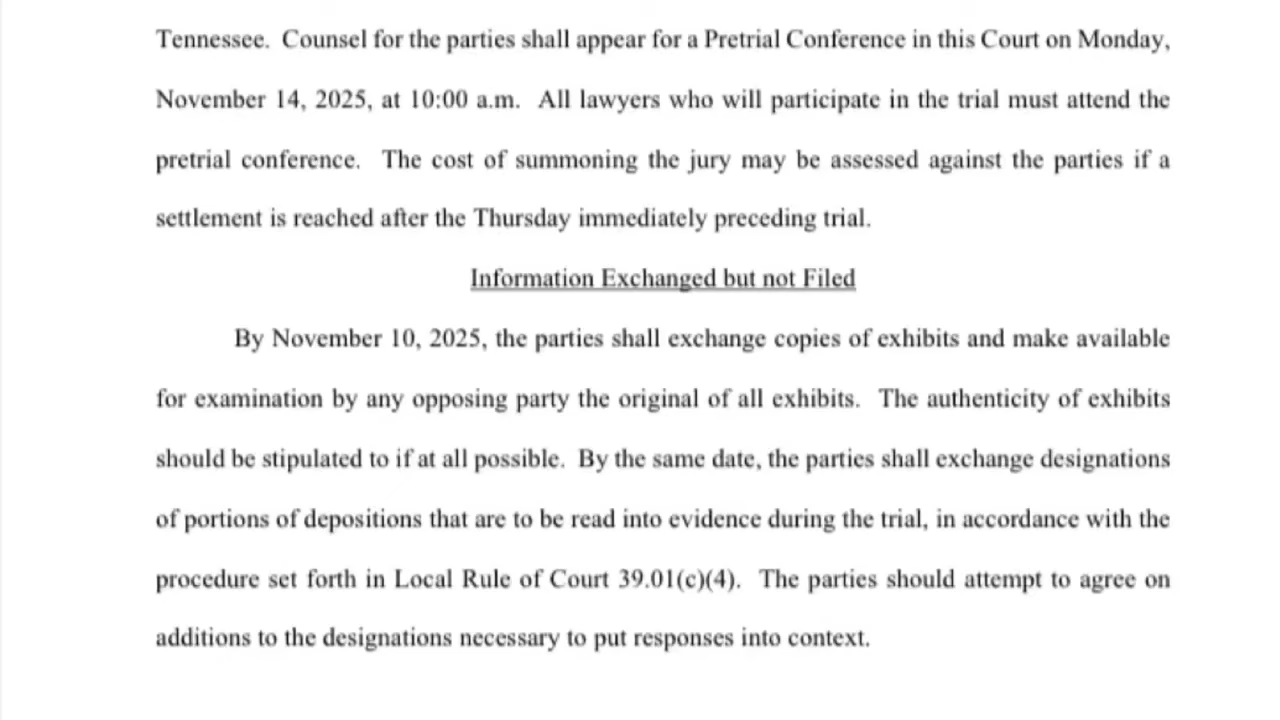 Tennessee.  Counsel for the parties shall appear for a Pretrial Conference in this Court on Monday,
November 14, 2025, at 10:00 a.m.  All lawyers who will participate in the trial must attend the
pretrial conference.  The cost of summoning the jury may be assessed against the parties if a
settlement is reached after the Thursday immediately preceding trial.
Information Exchanged but not Filed
By November 10, 2025, the parties shall exchange copies of exhibits and make available
for examination by any opposing party the original of all exhibits.  The authenticity of exhibits
should be stipulated to if at all possible.  By the same date, the parties shall exchange designations
of portions of depositions that are to be read into evidence during the trial, in accordance with the
procedure set forth in Local Rule of Court 39.01(c)(4).  The parties should attempt to agree on
additions to the designations necessary to put responses into context.